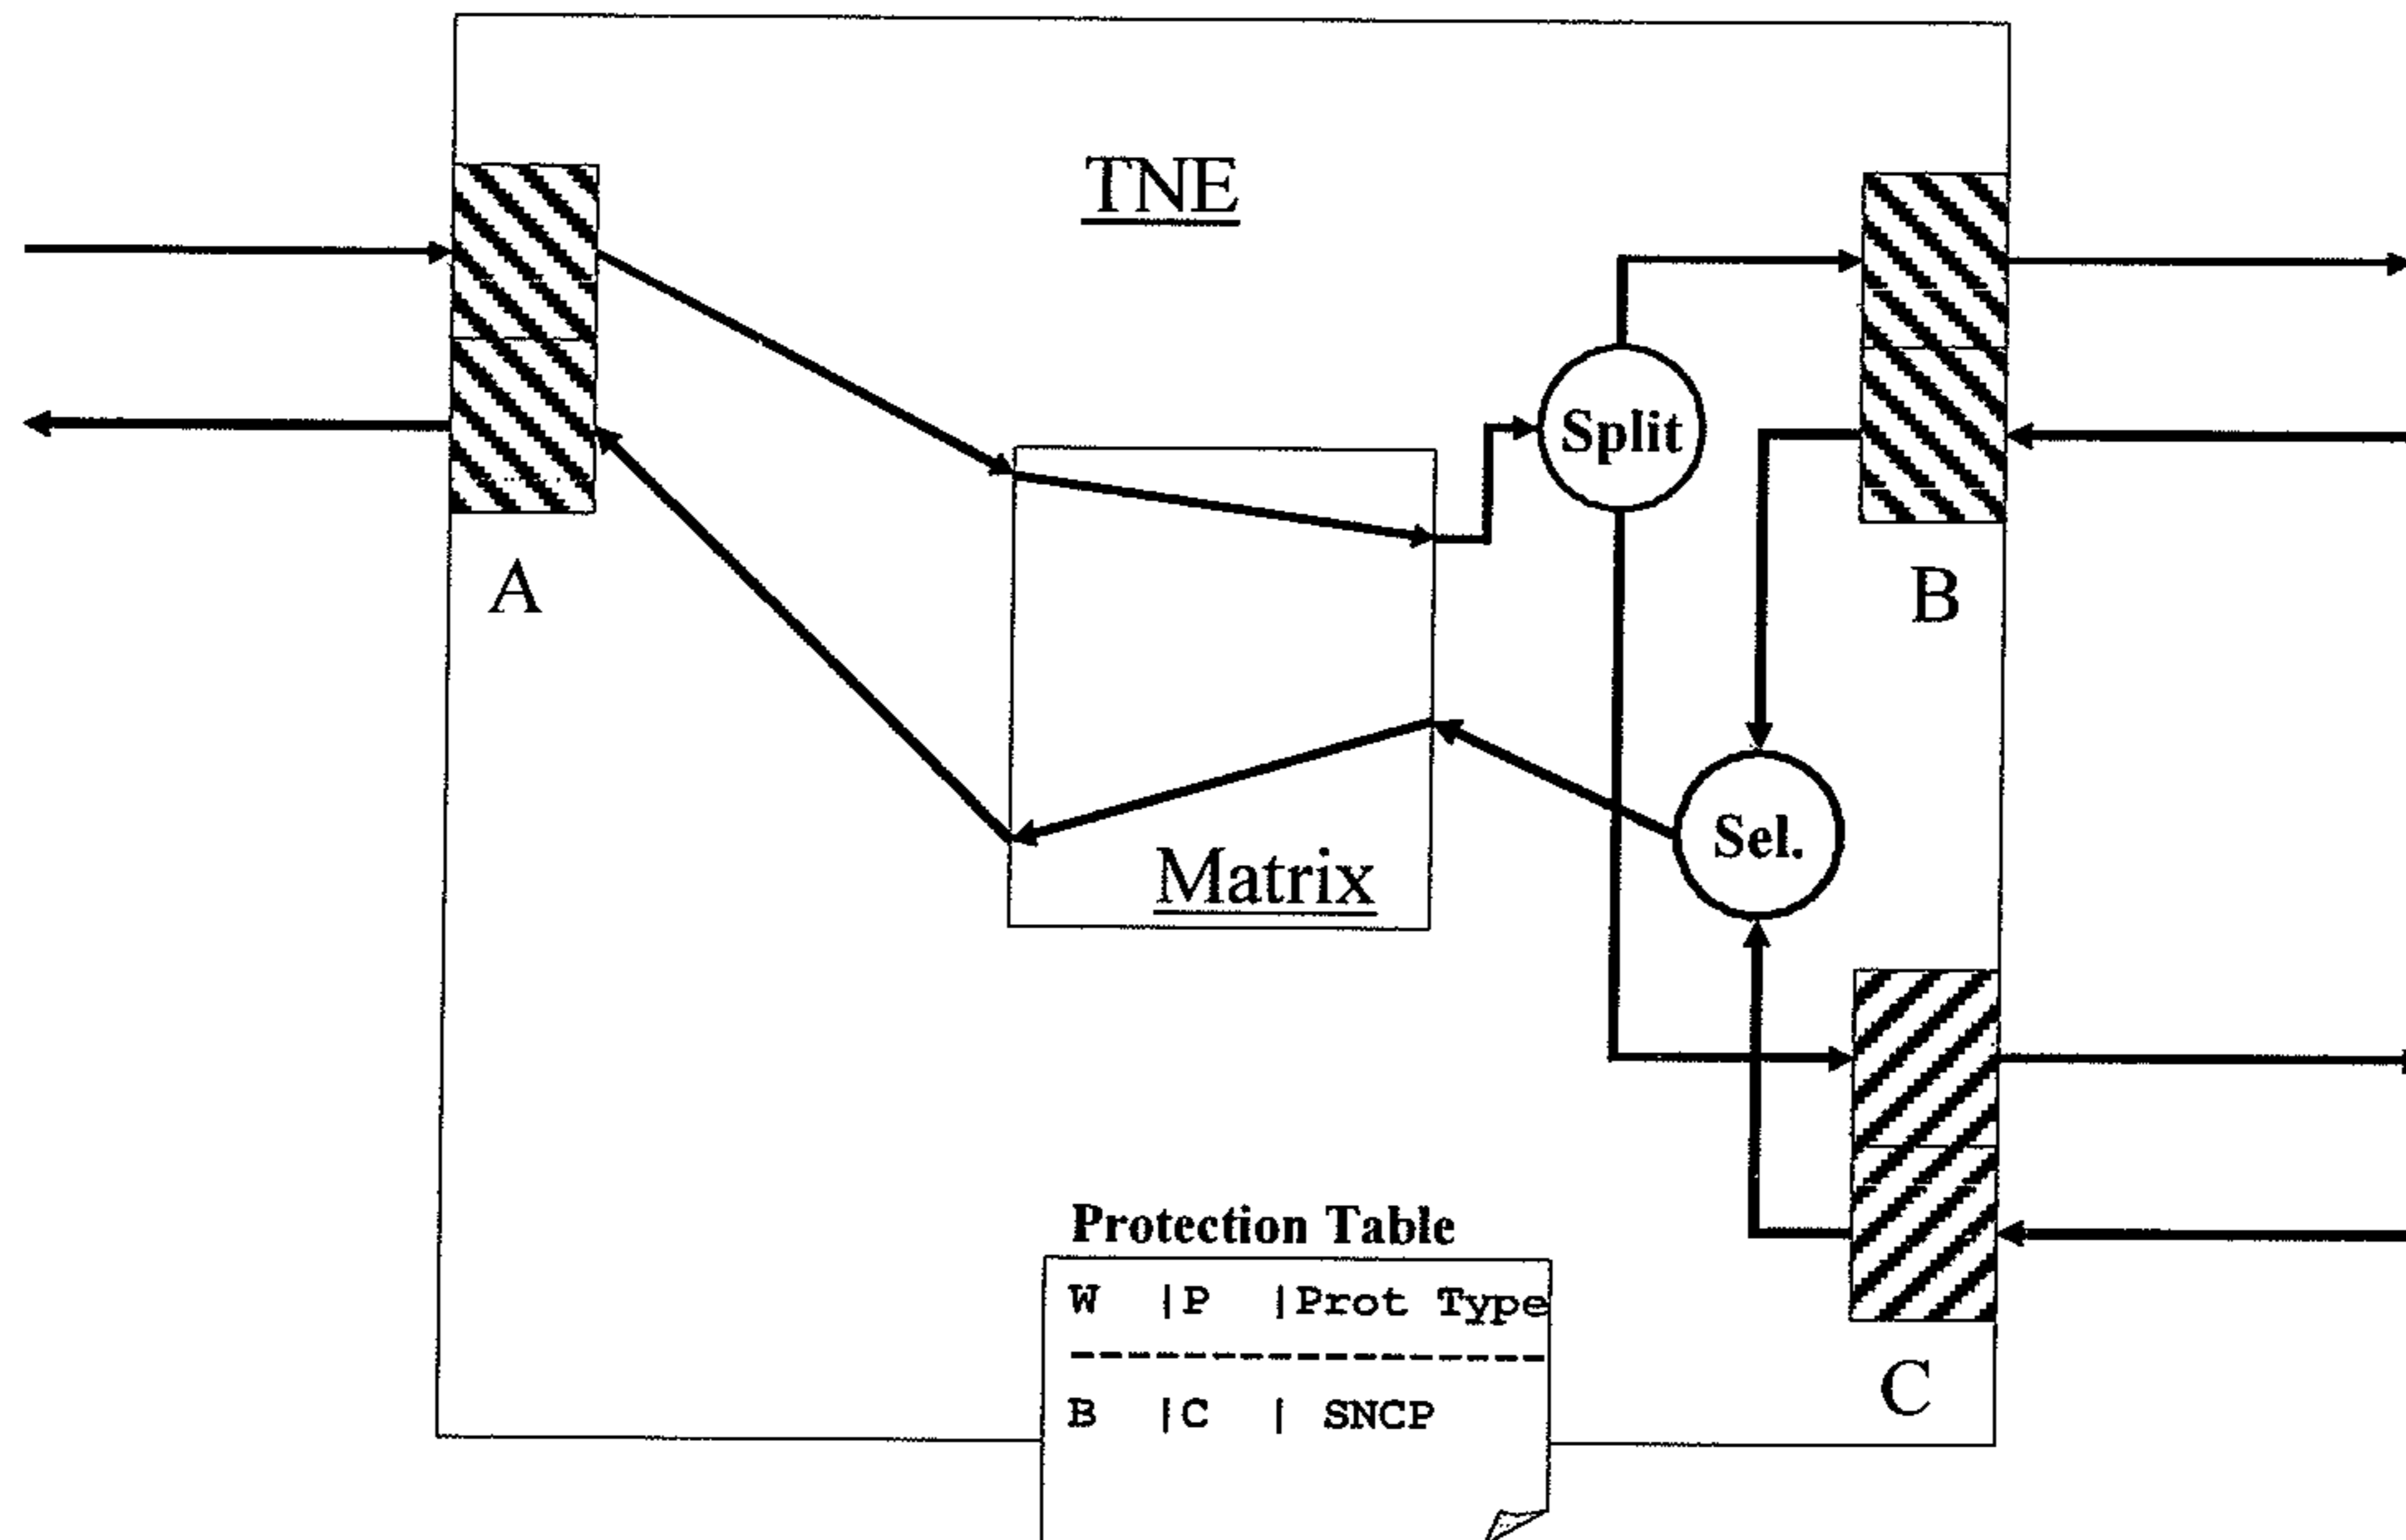 TNE
Split
A
B
Sel.
Matrix
Protection Table
W |P |Prot Type
-----------------
B |C | SNCP
C